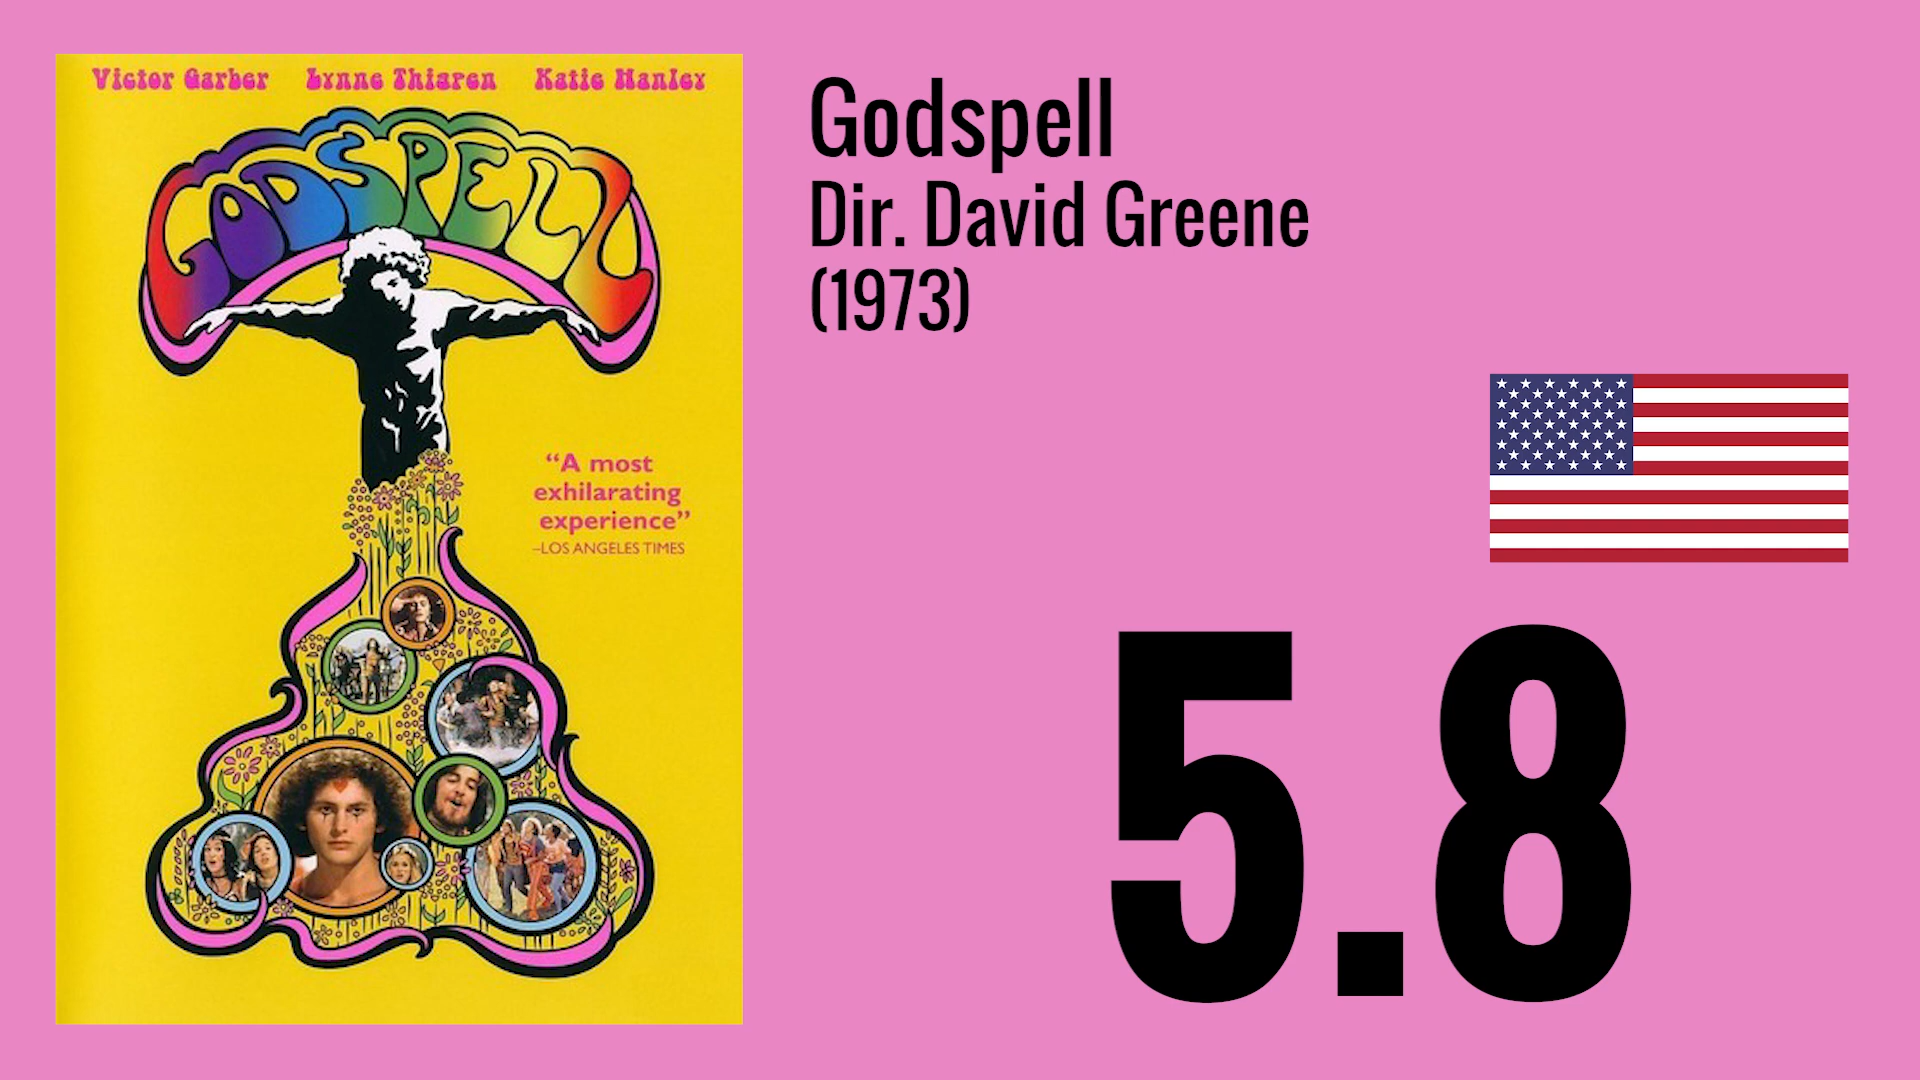 Victor Garber Lynne Thigpen Katie Hanley
GODSPELL
“A most
exhilarating
experience”
–LOS ANGELES TIMES
Godspell
Dir. David Greene
(1973)
5.8